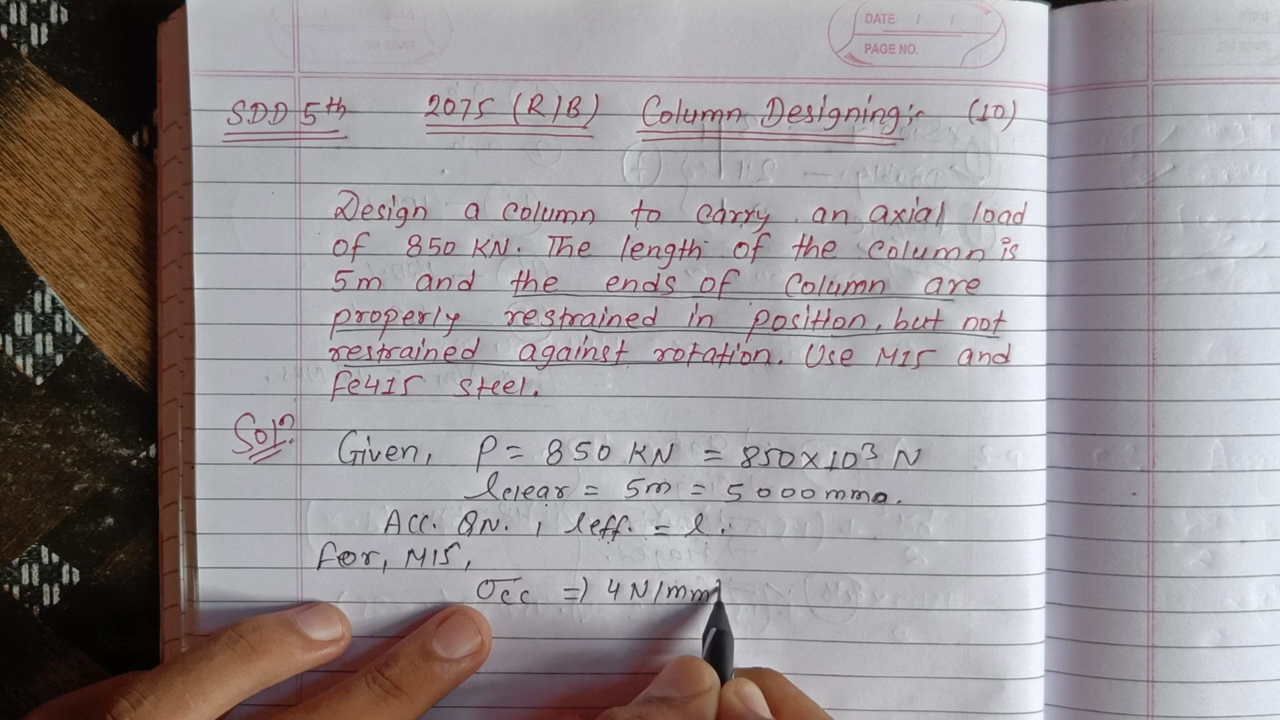 DATE / /
PAGE NO.
SDD 5th 2075 (R/B) Column Designing:- (10)
Design a column to carry an axial load
of 850 KN. The length of the column is
5m and the ends of column are
properly restrained in position, but not
restrained against rotation. Use M15 and
fe415 steel.
Solⁿ.
Given, P = 850 KN = 850×10³ N
lclear = 5m = 5000mm.
Acc. QN. , leff. = l.
For, M15,
σcc => 4 N/mm